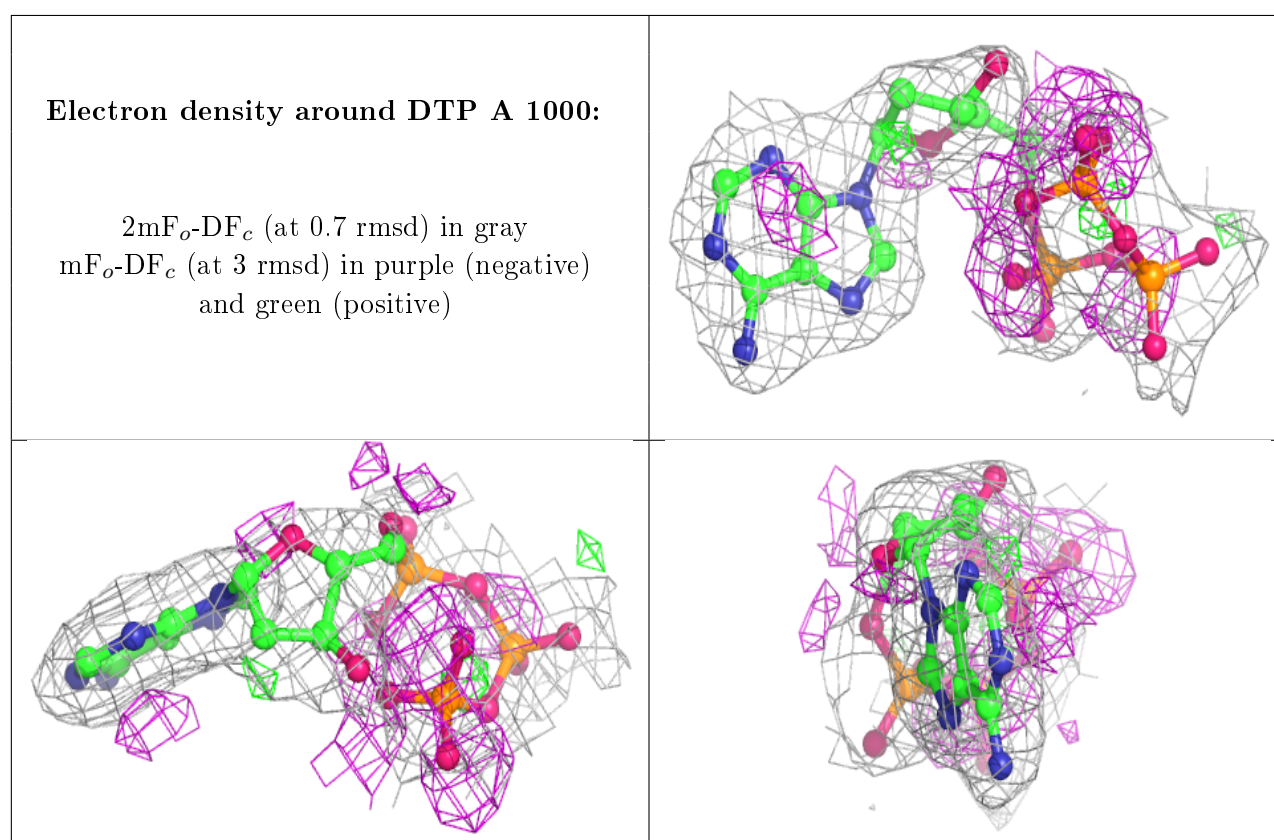 Electron density around DTP A 1000:
2mFo-DFc (at 0.7 rmsd) in gray
mFo-DFc (at 3 rmsd) in purple (negative)
and green (positive)